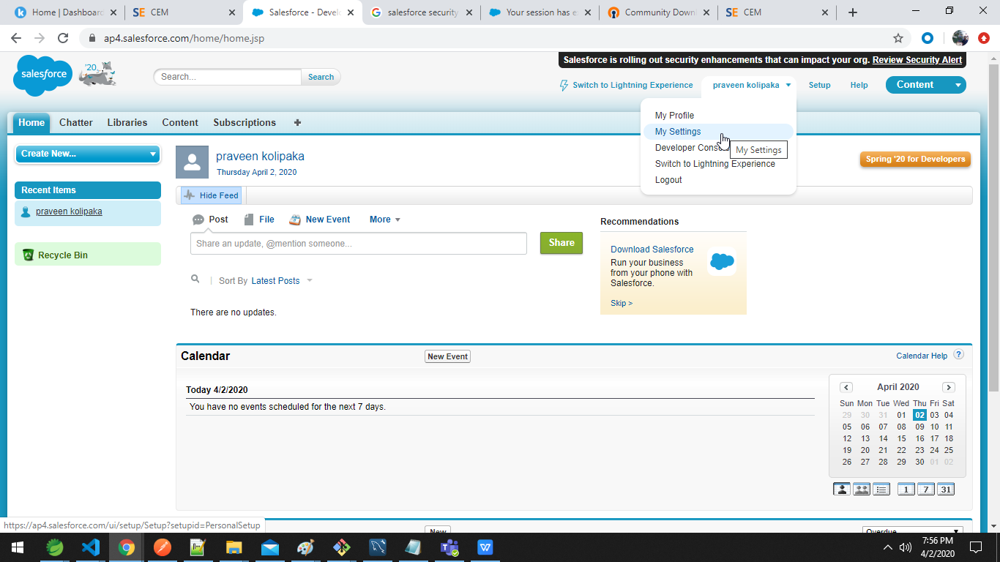 Home | Dashboard
CEM
Salesforce - Devel
salesforce security
Your session has e
Community Down
CEM
ap4.salesforce.com/home/home.jsp
Salesforce is rolling out security enhancements that can impact your org. Review Security Alert
salesforce
'20
Search...
Search
Switch to Lightning Experience
praveen kolipaka
Setup
Help
Content
Home
Chatter
Libraries
Content
Subscriptions
My Profile
My Settings
Developer Conso
My Settings
Switch to Lightning Experience
Logout
Create New...
praveen kolipaka
Thursday April 2, 2020
Spring '20 for Developers
Recent Items
praveen kolipaka
Recycle Bin
Hide Feed
Post
File
New Event
More
Share an update, @mention someone...
Share
Sort By Latest Posts
There are no updates.
Recommendations
Download Salesforce
Run your business
from your phone with
Salesforce.
Skip >
Calendar
New Event
Calendar Help ?
Today 4/2/2020
You have no events scheduled for the next 7 days.
April 2020
Sun Mon Tue Wed Thu Fri Sat
29 30 31 01 02 03 04
05 06 07 08 09 10 11
12 13 14 15 16 17 18
19 20 21 22 23 24 25
26 27 28 29 30 01 02
1 7 31
https://ap4.salesforce.com/ui/setup/Setup?setupid=PersonalSetup
New
Overdue
7:56 PM
4/2/2020